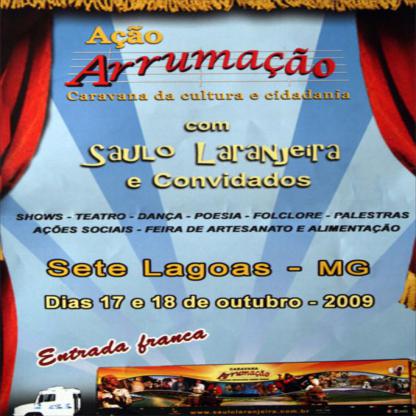 Ação
Arrumação
Caravana da cultura e cidadania
com
Saulo Laranjeira
e Convidados
SHOWS - TEATRO - DANÇA - POESIA - FOLCLORE - PALESTRAS
AÇÕES SOCIAIS - FEIRA DE ARTESANATO E ALIMENTAÇÃO
Sete Lagoas - MG
Dias 17 e 18 de outubro - 2009
Entrada franca
CARAVANA
Arrumação
www.saulolaranjeira.com.br